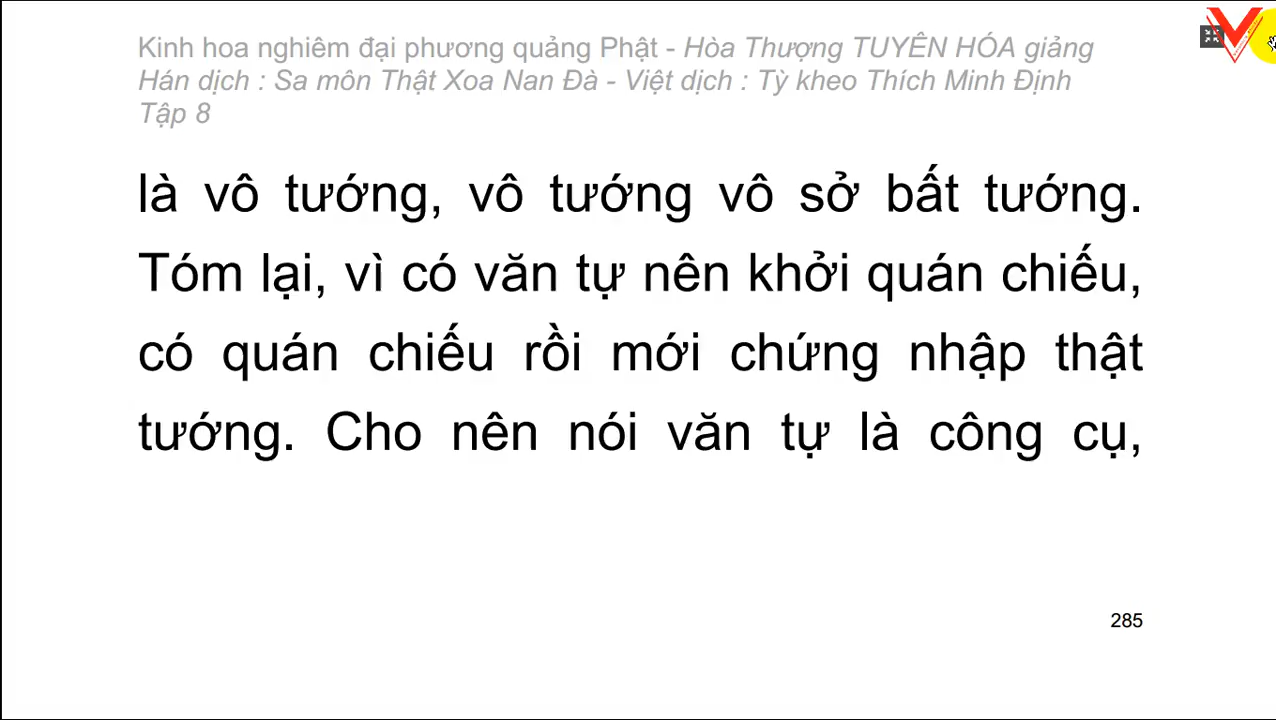 Kinh hoa nghiêm đại phương quảng Phật - Hòa Thượng TUYÊN HÓA giảng
Hán dịch : Sa môn Thật Xoa Nan Đà - Việt dịch : Tỳ kheo Thích Minh Định
Tập 8
là vô tướng, vô tướng vô sở bất tướng.
Tóm lại, vì có văn tự nên khởi quán chiếu,
có quán chiếu rồi mới chứng nhập thật
tướng. Cho nên nói văn tự là công cụ,
285